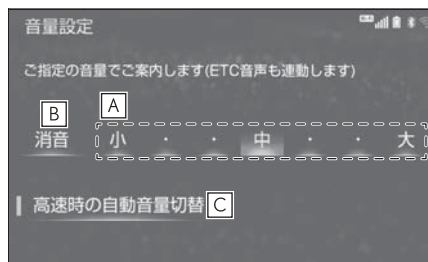 音量設定
ご指定の音量でご案内します(ETC音声も連動します)
B A
消音 小 ・ ・ 中 ・ ・ 大
高速時の自動音量切替 C